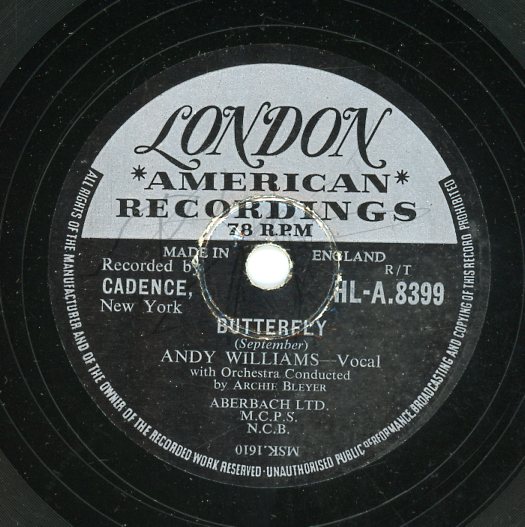 LONDON
*AMERICAN*
RECORDINGS
78 RPM
MADE IN ENGLAND
Recorded by R/T
CADENCE, HL-A.8399
New York
BUTTERFLY
(September)
ANDY WILLIAMS—Vocal
with Orchestra Conducted
by ARCHIE BLEYER
ABERBACH LTD.
M.C.P.S.
N.C.B.
MSK.1610
ALL RIGHTS OF THE MANUFACTURER AND OF THE OWNER OF THE RECORDED WORK RESERVED · UNAUTHORISED PUBLIC PERFORMANCE, BROADCASTING AND COPYING OF THIS RECORD PROHIBITED